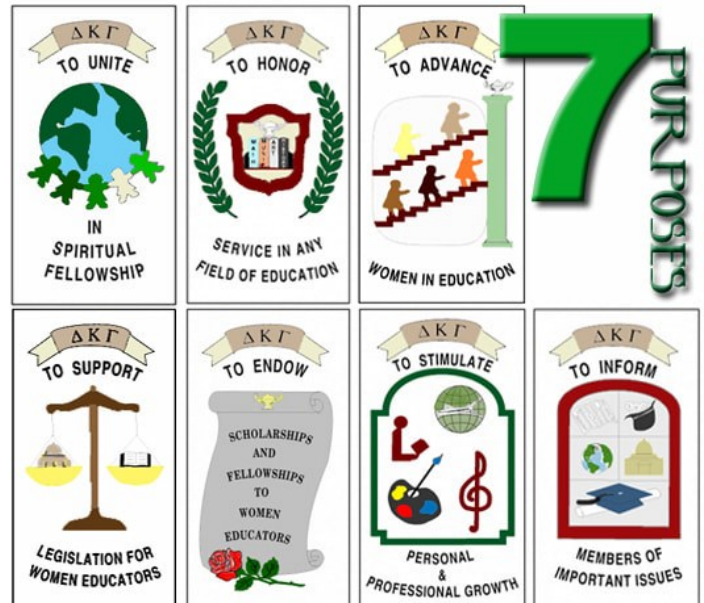 ΔΚΓ
TO UNITE
IN
SPIRITUAL
FELLOWSHIP
ΔΚΓ
TO HONOR
SERVICE IN ANY
FIELD OF EDUCATION
ΔΚΓ
TO ADVANCE
WOMEN IN EDUCATION
7
PURPOSES
ΔΚΓ
TO SUPPORT
LEGISLATION FOR
WOMEN EDUCATORS
ΔΚΓ
TO ENDOW
SCHOLARSHIPS
AND
FELLOWSHIPS
TO
WOMEN
EDUCATORS
ΔΚΓ
TO STIMULATE
PERSONAL
&
PROFESSIONAL GROWTH
ΔΚΓ
TO INFORM
MEMBERS OF
IMPORTANT ISSUES